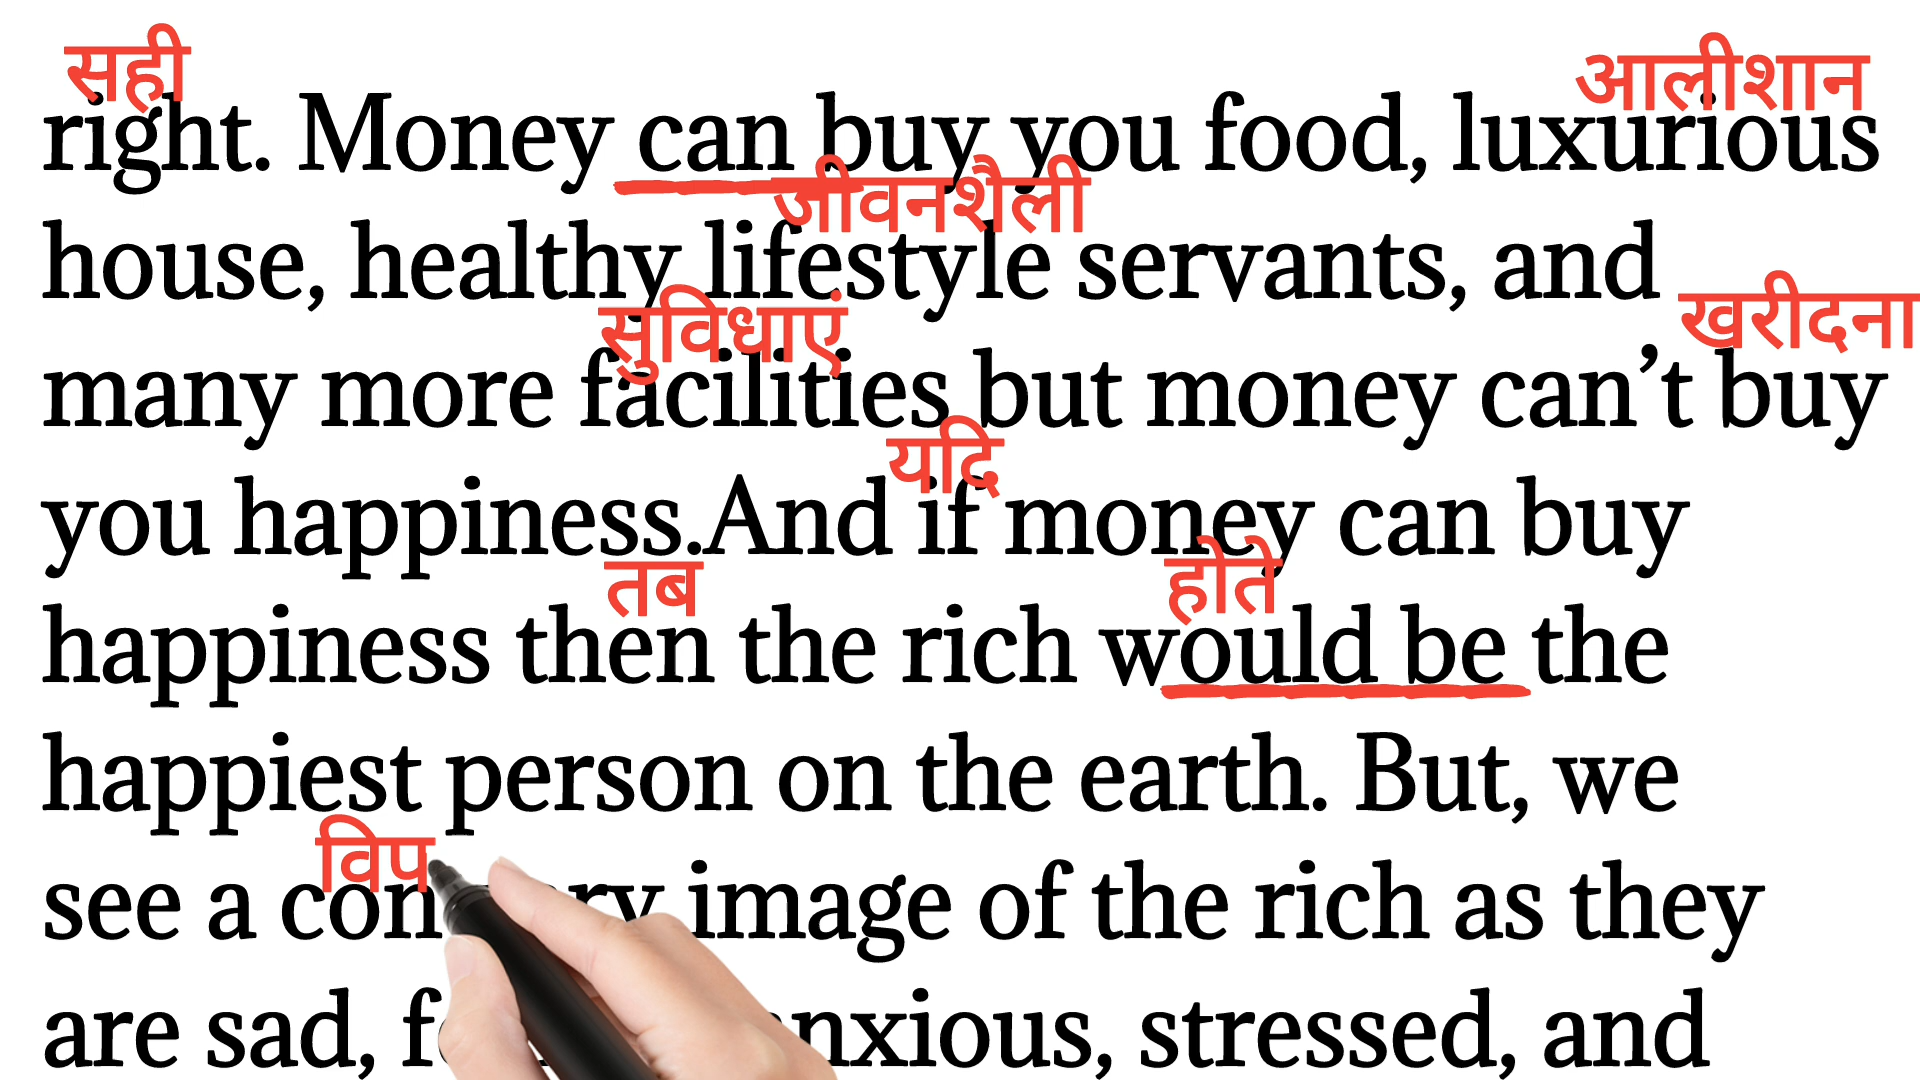 सही आलीशान
right. Money can buy you food, luxurious
जीवनशैली
house, healthy lifestyle servants, and
सुविधाएं खरीदना
many more facilities but money can’t buy
यदि
you happiness.And if money can buy
तब होते
happiness then the rich would be the
happiest person on the earth. But, we
विप
see a image of the rich as they
are sad, stressed, and